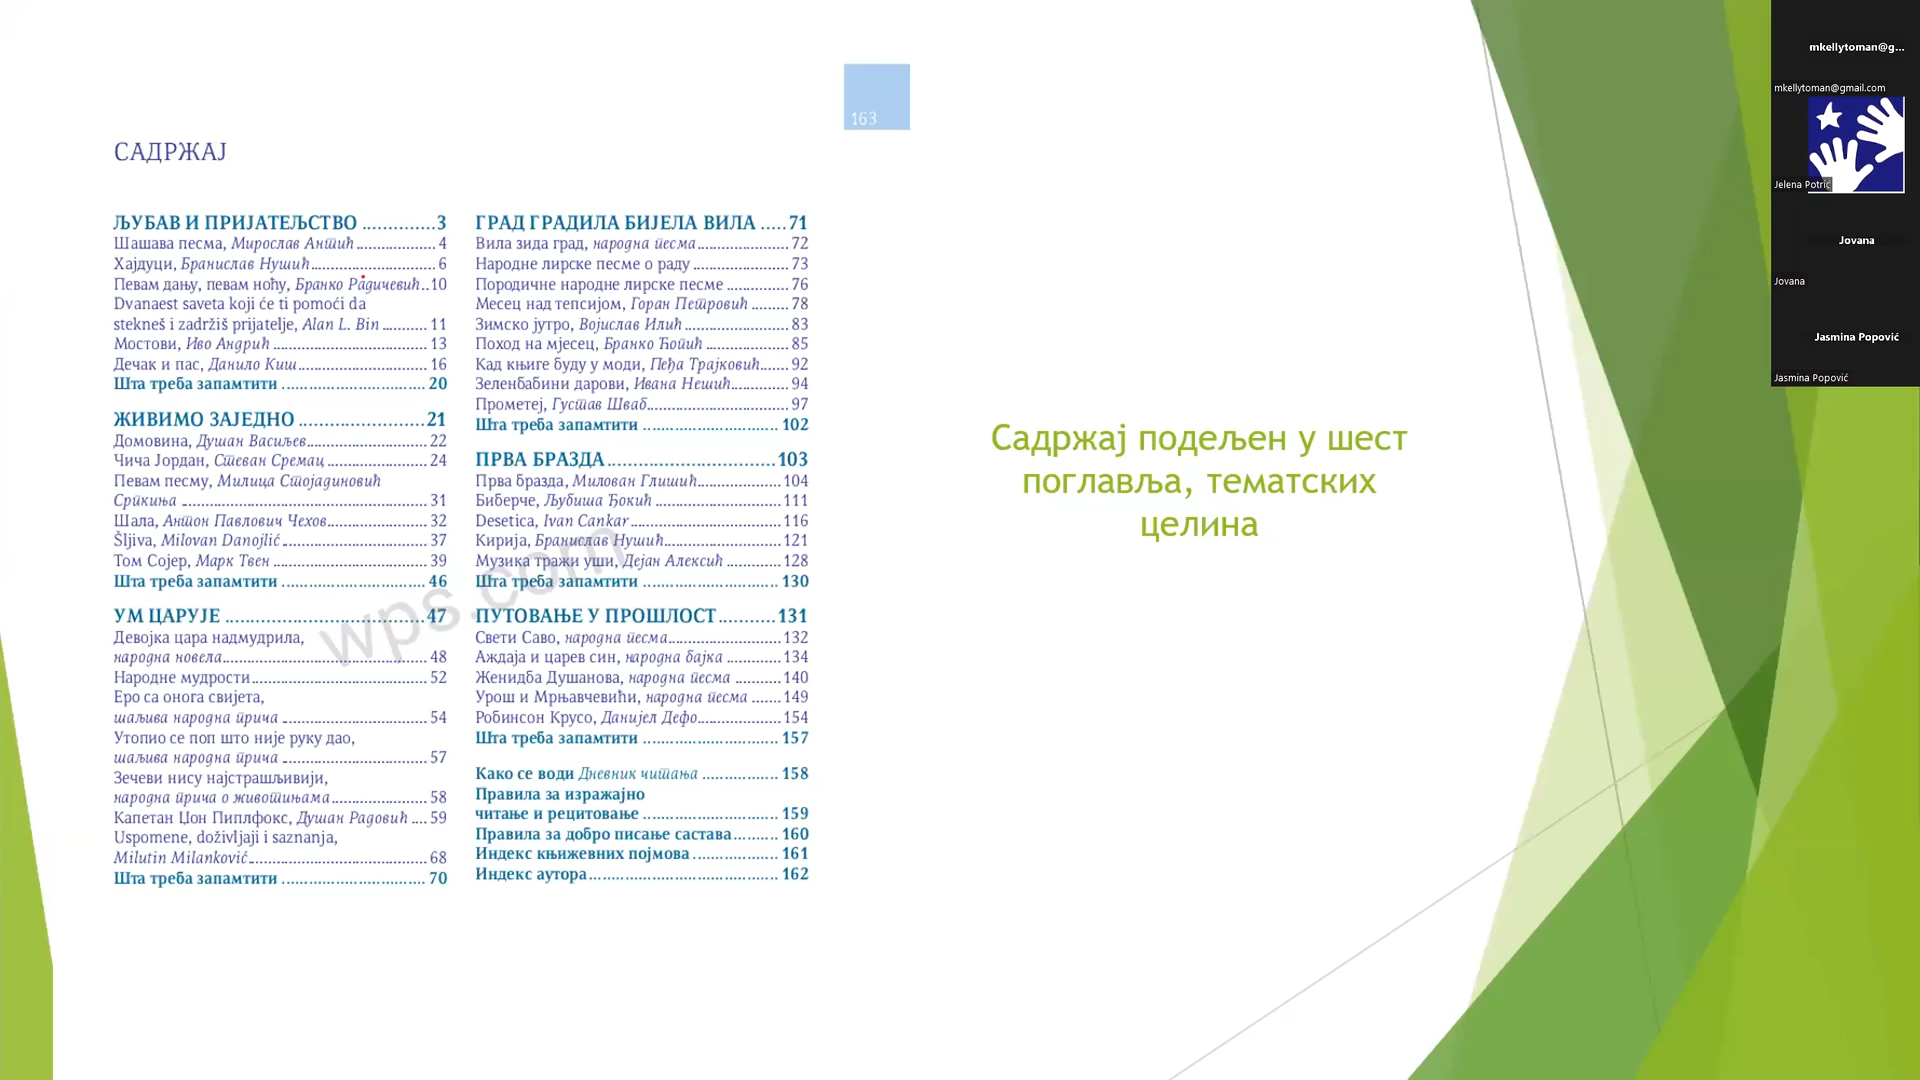 163
САДРЖАЈ
ЉУБАВ И ПРИЈАТЕЉСТВО ..............3
Шашава песма, Мирослав Антић .................... 4
Хајдуци, Бранислав Нушић............................... 6
Певам дању, певам ноћу, Бранко Радичевић..10
Dvanaest saveta koji će ti pomoći da
stekneš i zadržiš prijatelje, Alan L. Bin .......... 11
Мостови, Иво Андрић ................................... 13
Дечак и пас, Данило Киш.............................. 16
Шта треба запамтити ................................ 20
ЖИВИМО ЗАЈЕДНО .......................21
Домовина, Душан Васиљев........................... 22
Чича Јордан, Стеван Сремац ....................... 24
Певам песму, Милица Стојадиновић
Српкиња ....................................................... 31
Шала, Антон Павлович Чехов...................... 32
Šljiva, Milovan Danojlić ................................ 37
Том Сојер, Марк Твен .................................. 39
Шта треба запамтити ................................ 46
УМ ЦАРУЈЕ ....................................47
Девојка цара надмудрила,
народна новела............................................. 48
Народне мудрости....................................... 52
Еро са онога свијета,
шаљива народна прича ................................ 54
Утопио се поп што није руку дао,
шаљива народна прича ................................ 57
Зечеви нису најстрашљивији,
народна прича о животињама..................... 58
Капетан Џон Пиплфокс, Душан Радовић .... 59
Uspomene, doživljaji i saznanja,
Milutin Milanković........................................ 68
Шта треба запамтити ................................ 70
ГРАД ГРАДИЛА БИЈЕЛА ВИЛА .....71
Вила зида град, народна песма.................... 72
Народне лирске песме о раду ..................... 73
Породичне народне лирске песме .............. 76
Месец над тепсијом, Горан Петровић ......... 78
Зимско јутро, Војислав Илић ....................... 83
Поход на мјесец, Бранко Ћопић .................. 85
Кад књиге буду у моди, Пеђа Трајковић...... 92
Зеленбабини дарови, Ивана Нешић............. 94
Прометеј, Густав Шваб................................ 97
Шта треба запамтити .............................. 102
ПРВА БРАЗДА.............................103
Прва бразда, Милован Глишић................... 104
Биберче, Љубиша Ђокић ............................ 111
Desetica, Ivan Cankar.................................. 116
Кирија, Бранислав Нушић.......................... 121
Музика тражи уши, Дејан Алексић ............ 128
Шта треба запамтити .............................. 130
ПУТОВАЊЕ У ПРОШЛОСТ..........131
Свети Саво, народна песма........................ 132
Аждаја и царев син, народна бајка ............ 134
Женидба Душанова, народна песма .......... 140
Урош и Мрњавчевићи, народна песма ....... 149
Робинсон Крусо, Данијел Дефо.................. 154
Шта треба запамтити .............................. 157
Како се води Дневник читања ................. 158
Правила за изражајно
читање и рецитовање .............................. 159
Правила за добро писање састава.......... 160
Индекс књижевних појмова .................... 161
Индекс аутора.......................................... 162
wps.com
Садржај подељен у шест
поглавља, тематских
целина
mkellytoman@g...
mkellytoman@gmail.com
Jelena Potrić
Jovana
Jovana
Jasmina Popović
Jasmina Popović